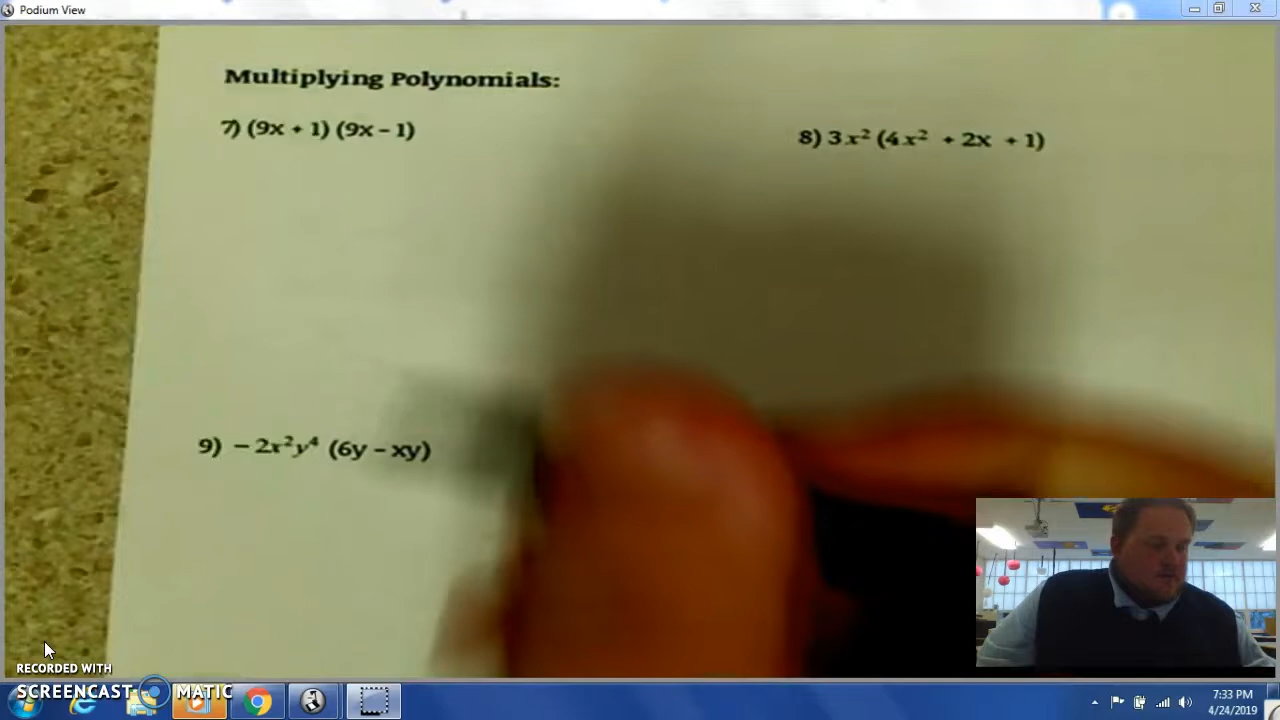 Podium View
Multiplying Polynomials:
7) (9x + 1) (9x - 1)
8) 3x² (4x² + 2x + 1)
9) -2x²y⁴ (6y - xy)
RECORDED WITH
SCREENCAST MATIC
7:33 PM
4/24/2019